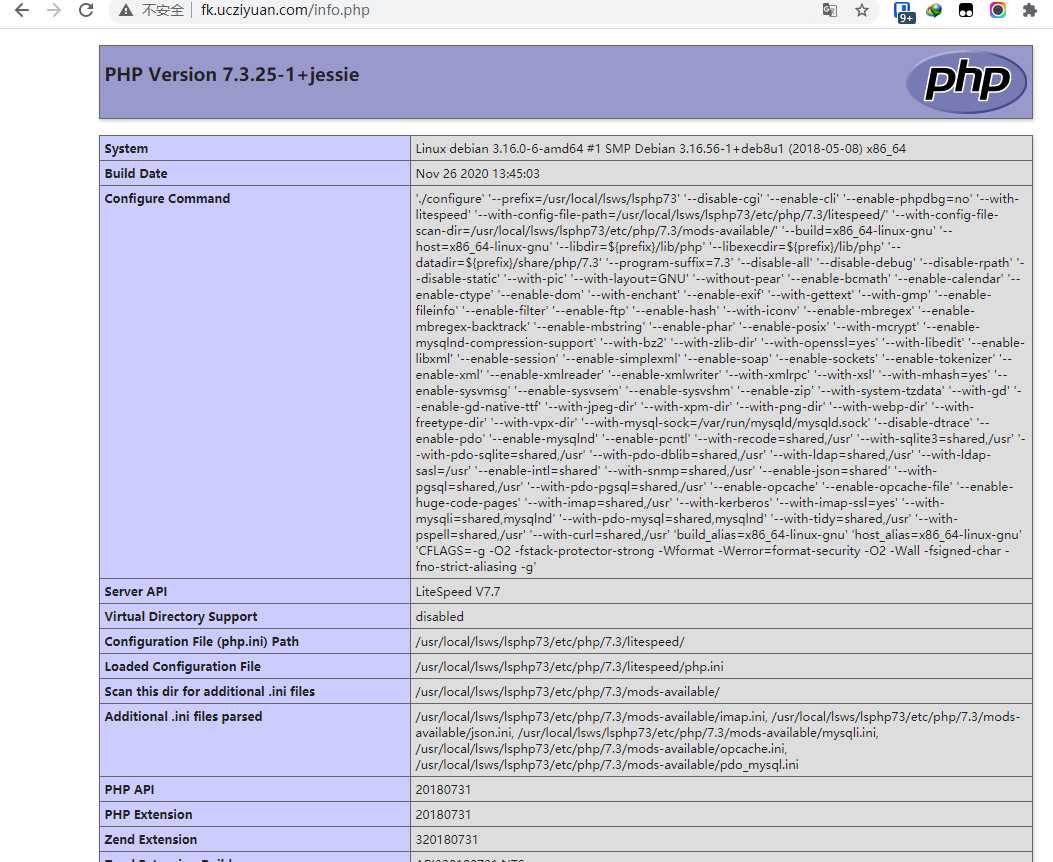 不安全 fk.ucziyuan.com/info.php
9+
PHP Version 7.3.25-1+jessie
php
System Linux debian 3.16.0-6-amd64 #1 SMP Debian 3.16.56-1+deb8u1 (2018-05-08) x86_64
Build Date Nov 26 2020 13:45:03
Configure Command './configure' '--prefix=/usr/local/lsws/lsphp73' '--disable-cgi' '--enable-cli' '--enable-phpdbg=no' '--with-
litespeed' '--with-config-file-path=/usr/local/lsws/lsphp73/etc/php/7.3/litespeed/' '--with-config-file-
scan-dir=/usr/local/lsws/lsphp73/etc/php/7.3/mods-available/' '--build=x86_64-linux-gnu' '--
host=x86_64-linux-gnu' '--libdir=${prefix}/lib/php' '--libexecdir=${prefix}/lib/php' '--
datadir=${prefix}/share/php/7.3' '--program-suffix=7.3' '--disable-all' '--disable-debug' '--disable-rpath' '-
-disable-static' '--with-pic' '--with-layout=GNU' '--without-pear' '--enable-bcmath' '--enable-calendar' '--
enable-ctype' '--enable-dom' '--with-enchant' '--enable-exif' '--with-gettext' '--with-gmp' '--enable-
fileinfo' '--enable-filter' '--enable-ftp' '--enable-hash' '--with-iconv' '--enable-mbregex' '--enable-
mbregex-backtrack' '--enable-mbstring' '--enable-phar' '--enable-posix' '--with-mcrypt' '--enable-
mysqlnd-compression-support' '--with-bz2' '--with-zlib-dir' '--with-openssl=yes' '--with-libedit' '--enable-
libxml' '--enable-session' '--enable-simplexml' '--enable-soap' '--enable-sockets' '--enable-tokenizer' '--
enable-xml' '--enable-xmlreader' '--enable-xmlwriter' '--with-xmlrpc' '--with-xsl' '--with-mhash=yes' '--
enable-sysvmsg' '--enable-sysvsem' '--enable-sysvshm' '--enable-zip' '--with-system-tzdata' '--with-gd' '-
-enable-gd-native-ttf' '--with-jpeg-dir' '--with-xpm-dir' '--with-png-dir' '--with-webp-dir' '--with-
freetype-dir' '--with-vpx-dir' '--with-mysql-sock=/var/run/mysqld/mysqld.sock' '--disable-dtrace' '--
enable-pdo' '--enable-mysqlnd' '--enable-pcntl' '--with-recode=shared,/usr' '--with-sqlite3=shared,/usr' '-
-with-pdo-sqlite=shared,/usr' '--with-pdo-dblib=shared,/usr' '--with-ldap=shared,/usr' '--with-ldap-
sasl=/usr' '--enable-intl=shared' '--with-snmp=shared,/usr' '--enable-json=shared' '--with-
pgsql=shared,/usr' '--with-pdo-pgsql=shared,/usr' '--enable-opcache' '--enable-opcache-file' '--enable-
huge-code-pages' '--with-imap=shared,/usr' '--with-kerberos' '--with-imap-ssl=yes' '--with-
mysqli=shared,mysqlnd' '--with-pdo-mysql=shared,mysqlnd' '--with-tidy=shared,/usr' '--with-
pspell=shared,/usr' '--with-curl=shared,/usr' 'build_alias=x86_64-linux-gnu' 'host_alias=x86_64-linux-gnu'
'CFLAGS=-g -O2 -fstack-protector-strong -Wformat -Werror=format-security -O2 -Wall -fsigned-char -
fno-strict-aliasing -g'
Server API LiteSpeed V7.7
Virtual Directory Support disabled
Configuration File (php.ini) Path /usr/local/lsws/lsphp73/etc/php/7.3/litespeed/
Loaded Configuration File /usr/local/lsws/lsphp73/etc/php/7.3/litespeed/php.ini
Scan this dir for additional .ini files /usr/local/lsws/lsphp73/etc/php/7.3/mods-available/
Additional .ini files parsed /usr/local/lsws/lsphp73/etc/php/7.3/mods-available/imap.ini, /usr/local/lsws/lsphp73/etc/php/7.3/mods-
available/json.ini, /usr/local/lsws/lsphp73/etc/php/7.3/mods-available/mysqli.ini,
/usr/local/lsws/lsphp73/etc/php/7.3/mods-available/opcache.ini,
/usr/local/lsws/lsphp73/etc/php/7.3/mods-available/pdo_mysql.ini
PHP API 20180731
PHP Extension 20180731
Zend Extension 320180731